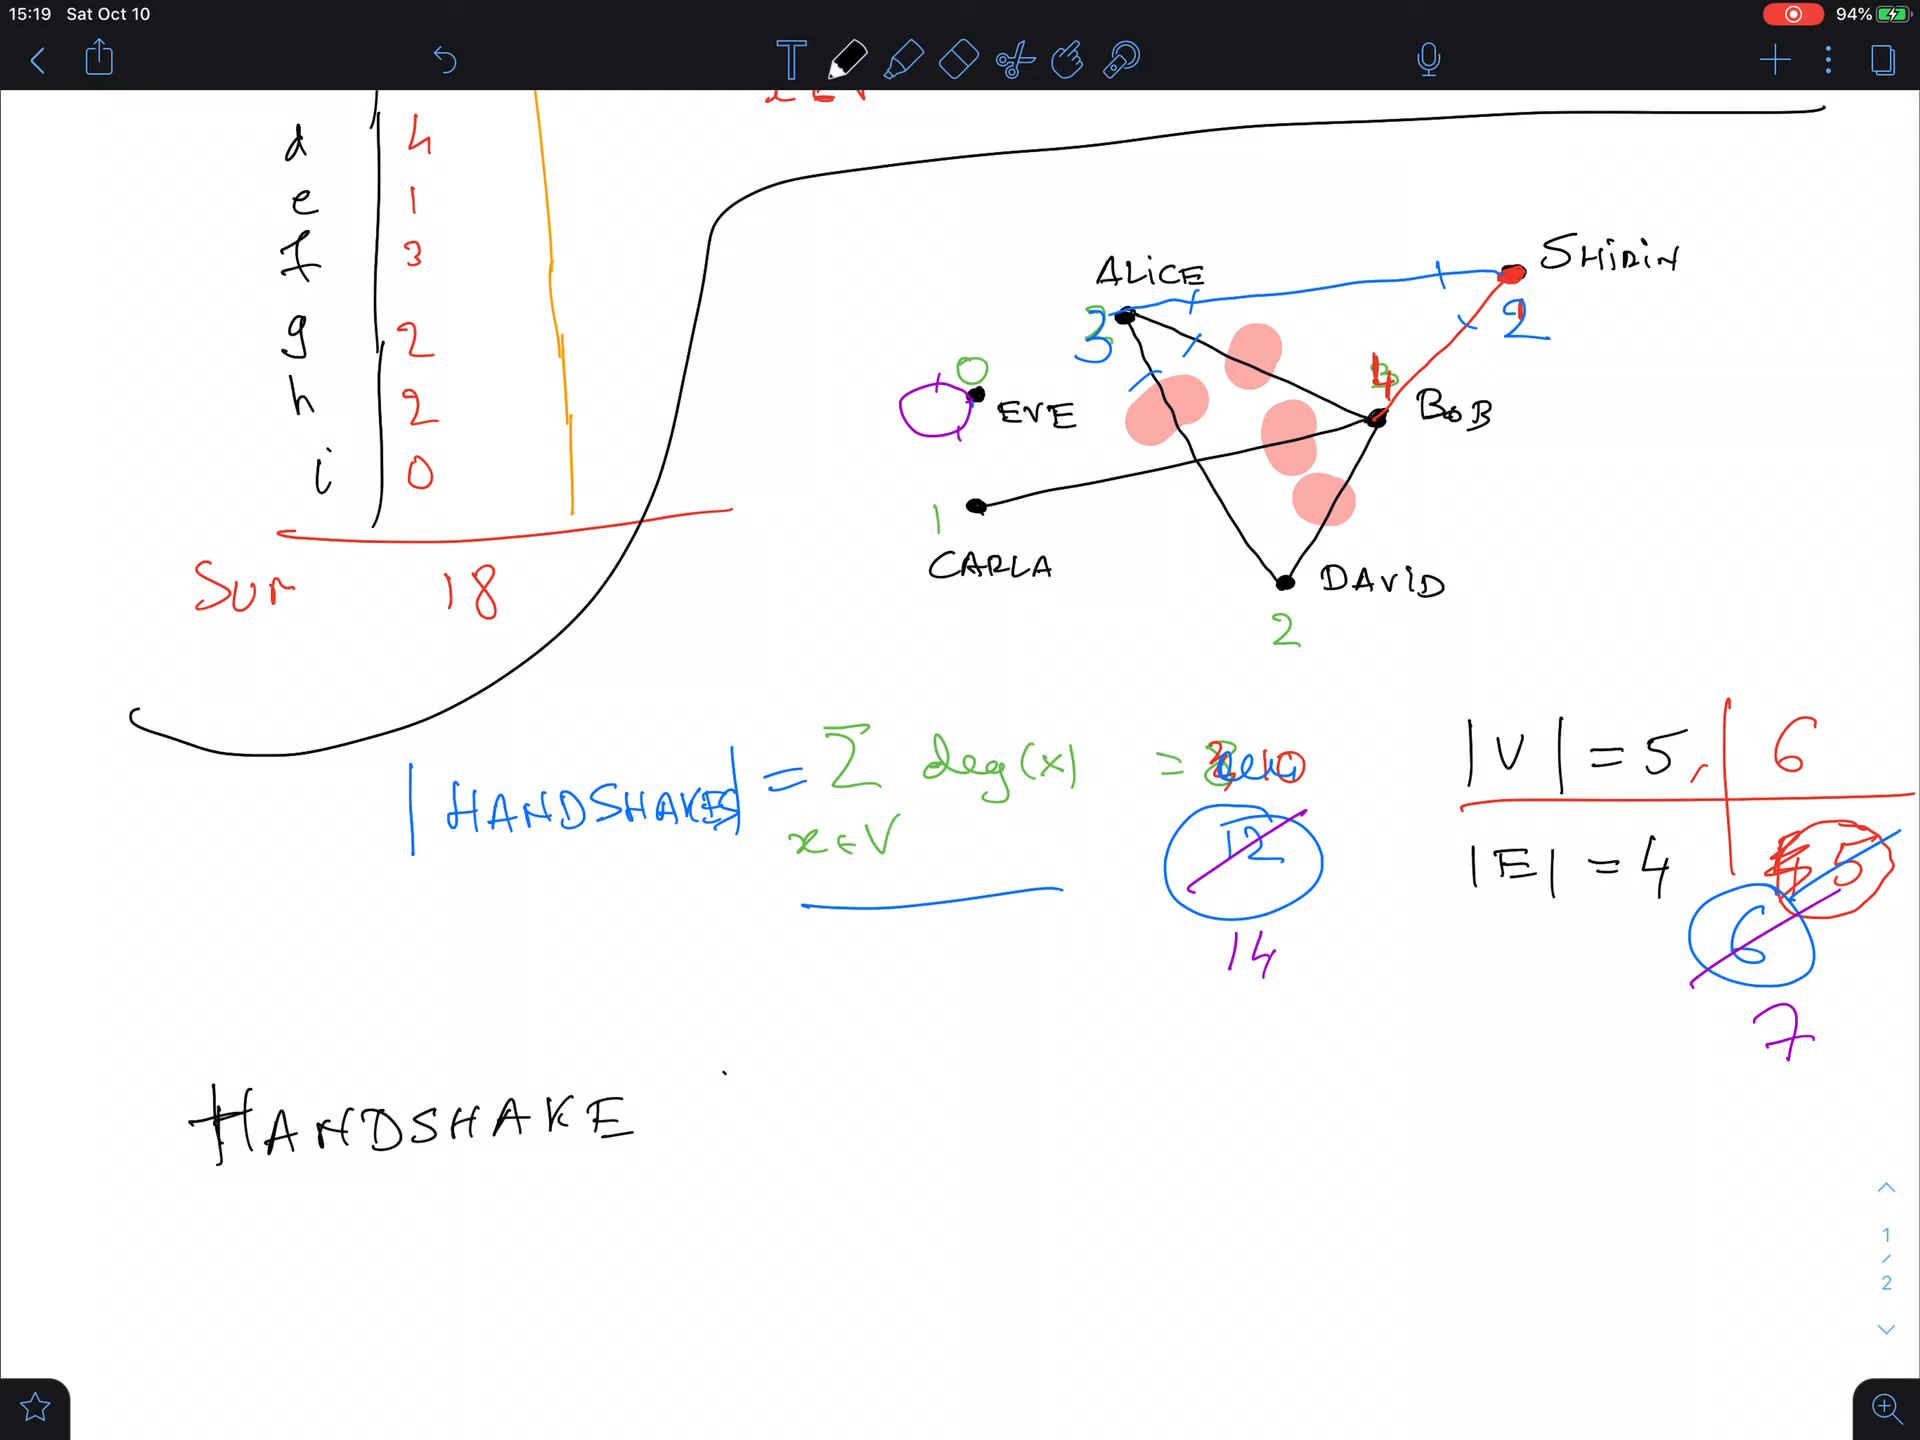 15:19 Sat Oct 10
94%
d 4
e 1
f 3
g 2
h 2
i 0
Sum 18
ALICE
3
SHIRIN
2
0
EVE
4
BOB
1
CARLA
DAVID
2
|HANDSHAKES| = Σ deg(x) =
x∈V
12
14
|V| = 5, 6
|E| = 4 5
6
7
HANDSHAKE
1
/
2